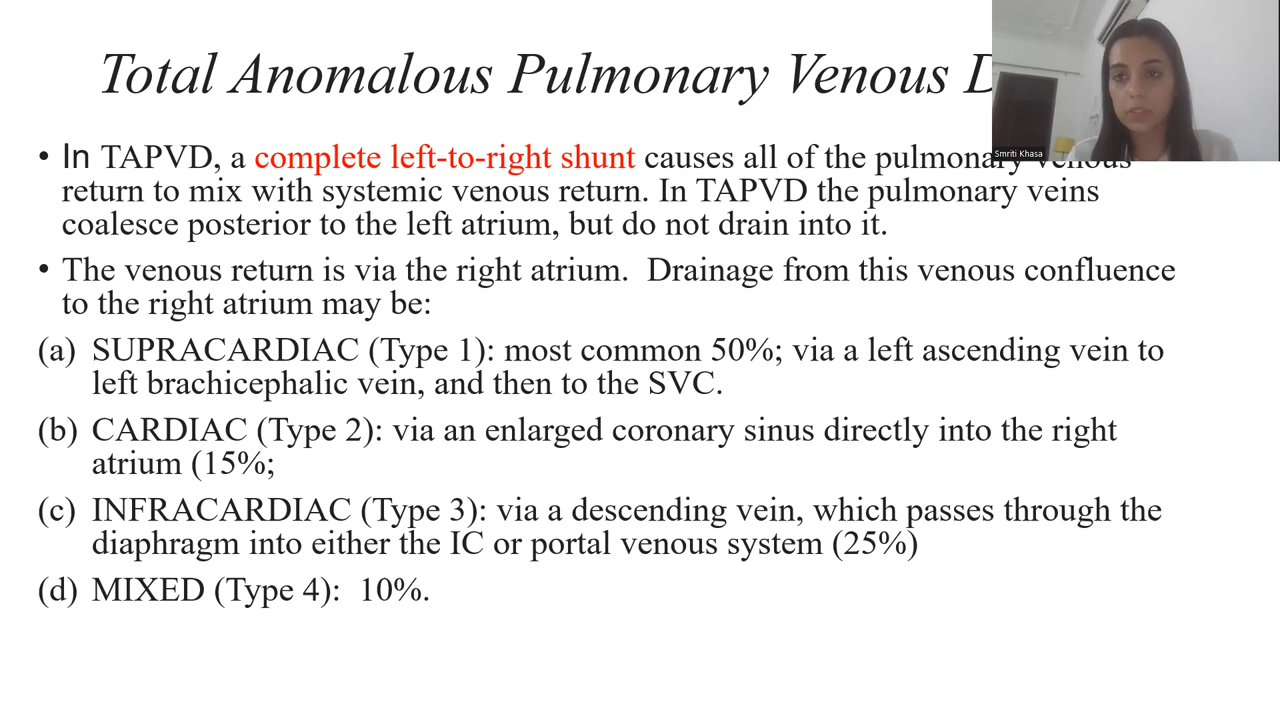 Total Anomalous Pulmonary Venous D
• In TAPVD, a complete left-to-right shunt causes all of the pulmonary venous
return to mix with systemic venous return. In TAPVD the pulmonary veins
coalesce posterior to the left atrium, but do not drain into it.
• The venous return is via the right atrium.  Drainage from this venous confluence
to the right atrium may be:
(a) SUPRACARDIAC (Type 1): most common 50%; via a left ascending vein to
left brachicephalic vein, and then to the SVC.
(b) CARDIAC (Type 2): via an enlarged coronary sinus directly into the right
atrium (15%;
(c) INFRACARDIAC (Type 3): via a descending vein, which passes through the
diaphragm into either the IC or portal venous system (25%)
(d) MIXED (Type 4):  10%.
Smriti Khasa